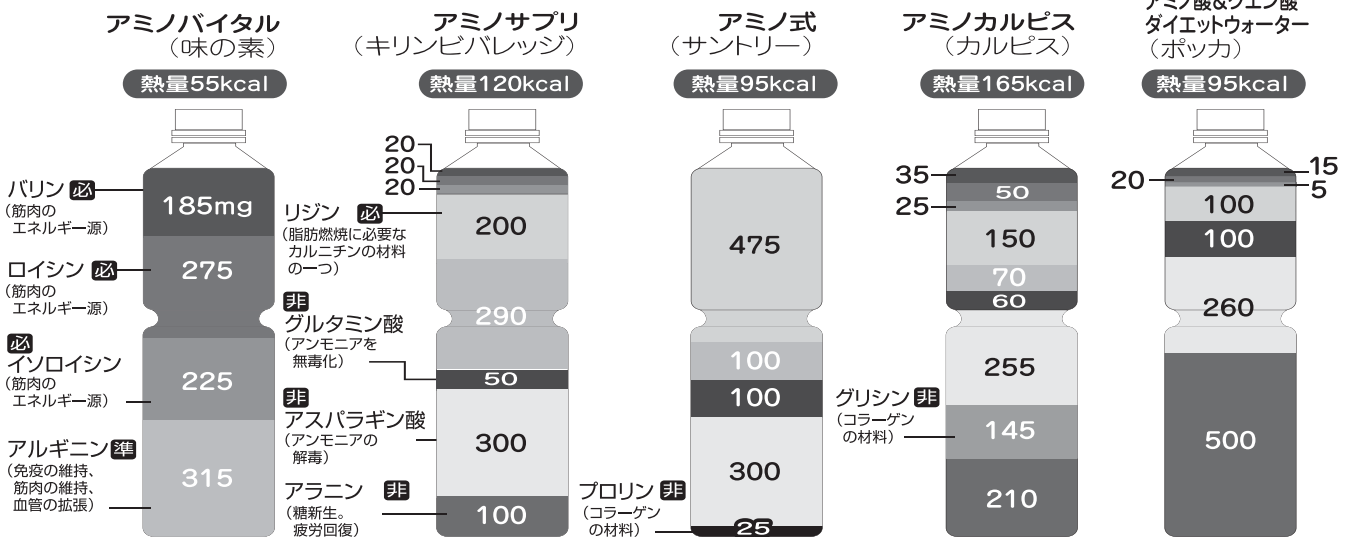 アミノバイタル
（味の素）
熱量55kcal
バリン 必
（筋肉の
エネルギー源）
185mg
ロイシン 必
（筋肉の
エネルギー源）
275
必
イソロイシン
（筋肉の
エネルギー源）
225
アルギニン 準
（免疫の維持、
筋肉の維持、
血管の拡張）
315
アミノサプリ
（キリンビバレッジ）
熱量120kcal
20
20
20
リジン 必
（脂肪燃焼に必要な
カルニチンの材料
の一つ）
200
290
非
グルタミン酸
（アンモニアを
無毒化）
50
非
アスパラギン酸
（アンモニアの
解毒）
300
アラニン 非
（糖新生。
疲労回復）
100
アミノ式
（サントリー）
熱量95kcal
475
100
100
300
プロリン 非
（コラーゲン
の材料）
25
アミノカルピス
（カルピス）
熱量165kcal
35
50
25
150
70
60
255
グリシン 非
（コラーゲン
の材料）
145
210
アミノ酸&クエン酸
ダイエットウォーター
（ポッカ）
熱量95kcal
15
20
5
100
100
260
500